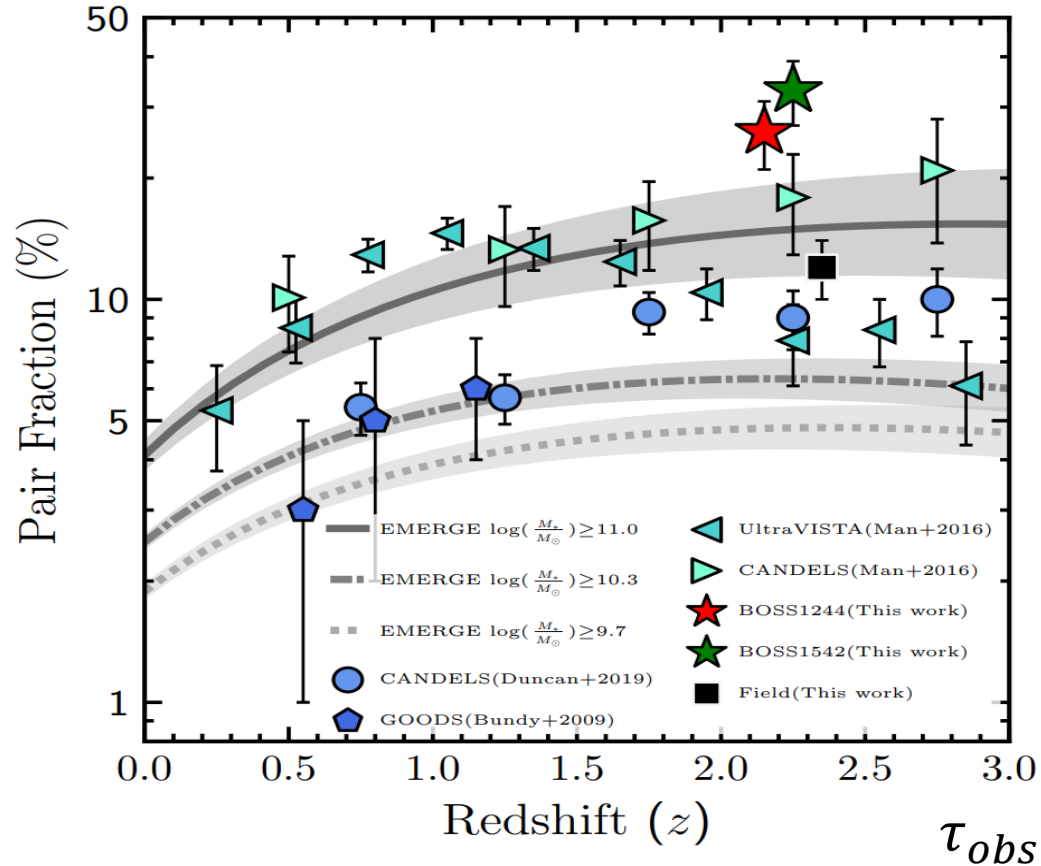 50
10
5
1
Pair Fraction (%)
EMERGE log(M*/M⊙)≥11.0
EMERGE log(M*/M⊙)≥10.3
EMERGE log(M*/M⊙)≥9.7
CANDELS(Duncan+2019)
GOODS(Bundy+2009)
UltraVISTA(Man+2016)
CANDELS(Man+2016)
BOSS1244(This work)
BOSS1542(This work)
Field(This work)
0.0 0.5 1.0 1.5 2.0 2.5 3.0
Redshift (z)
τobs